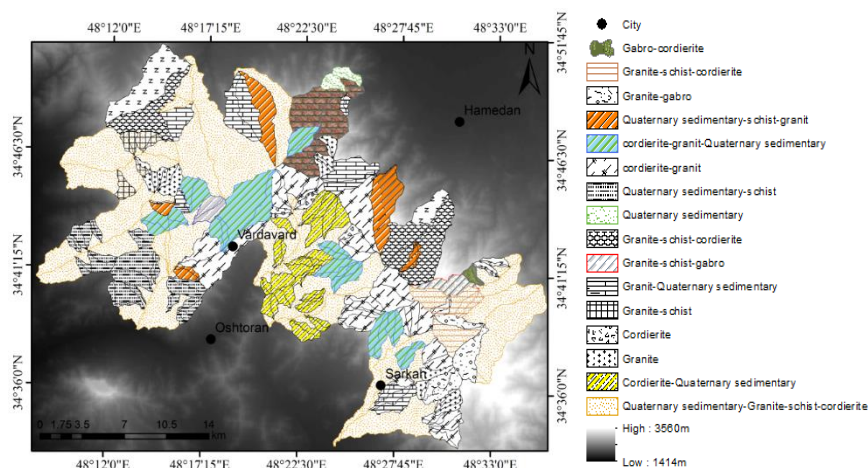 48°12'0"E 48°17'15"E 48°22'30"E 48°27'45"E 48°33'0"E
34°51'45"N
34°46'30"N
34°41'15"N
34°36'0"N
34°46'30"N
34°41'15"N
34°36'0"N
N
Hamedan
Vardavard
Oshtoran
Sarkan
0 1.75 3.5 7 10.5 14
km
48°12'0"E 48°17'15"E 48°22'30"E 48°27'45"E 48°33'0"E
City
Gabro-cordierite
Granite-schist-cordierite
Granite-gabro
Quaternary sedimentary-schist-granit
cordierite-granit-Quaternary sedimentary
cordierite-granit
Quaternary sedimentary-schist
Quaternary sedimentary
Granite-schist-cordierite
Granite-schist-gabro
Granit-Quaternary sedimentary
Granite-schist
Cordierite
Granite
Cordierite-Quaternary sedimentary
Quaternary sedimentary-Granite-schist-cordierite
High : 3560m
Low : 1414m